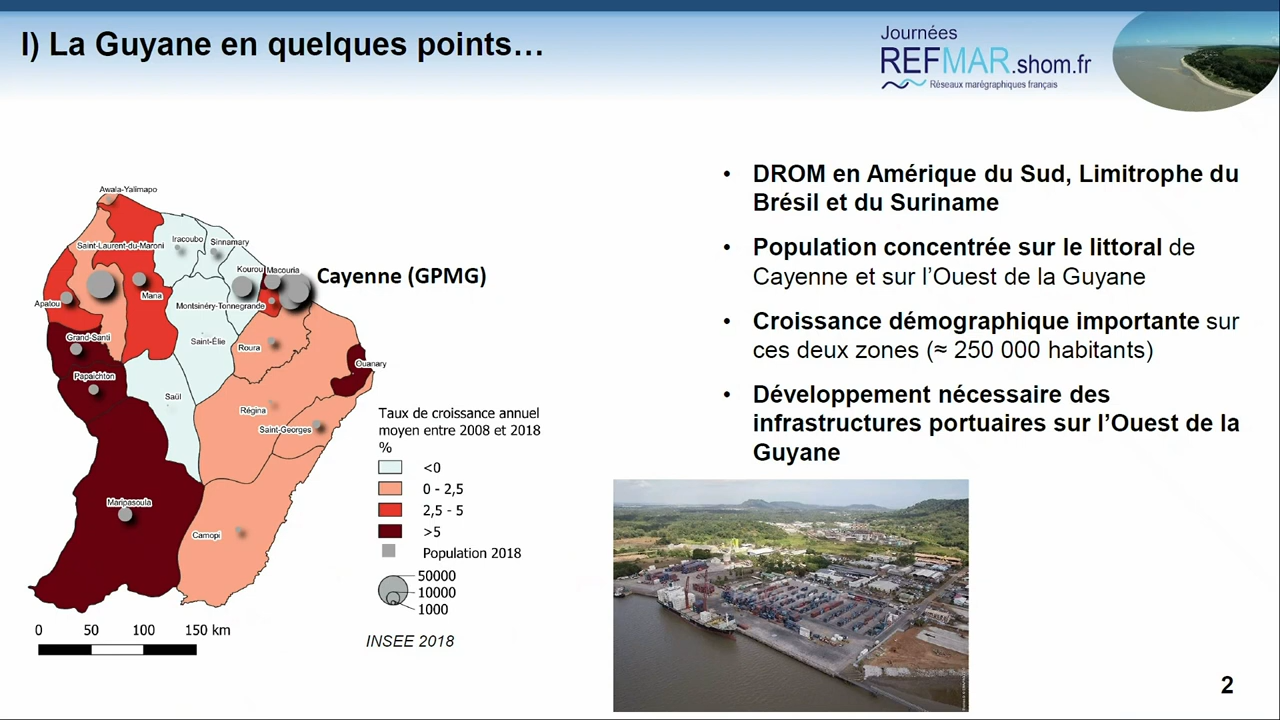 I) La Guyane en quelques points…
Journées
REFMAR.shom.fr
Réseaux marégraphiques français
• DROM en Amérique du Sud, Limitrophe du
Brésil et du Suriname
• Population concentrée sur le littoral de
Cayenne et sur l’Ouest de la Guyane
• Croissance démographique importante sur
ces deux zones (≈ 250 000 habitants)
• Développement nécessaire des
infrastructures portuaires sur l’Ouest de la
Guyane
Awala-Yalimapo
Saint-Laurent-du-Maroni
Iracoubo
Sinnamary
Kourou
Macouria
Cayenne (GPMG)
Apatou
Mana
Montsinéry-Tonnegrande
Grand-Santi
Saint-Élie
Roura
Ouanary
Papaichton
Saül
Régina
Saint-Georges
Maripasoula
Camopi
Taux de croissance annuel
moyen entre 2008 et 2018
%
<0
0 - 2,5
2,5 - 5
>5
Population 2018
50000
10000
1000
0 50 100 150 km
INSEE 2018
2